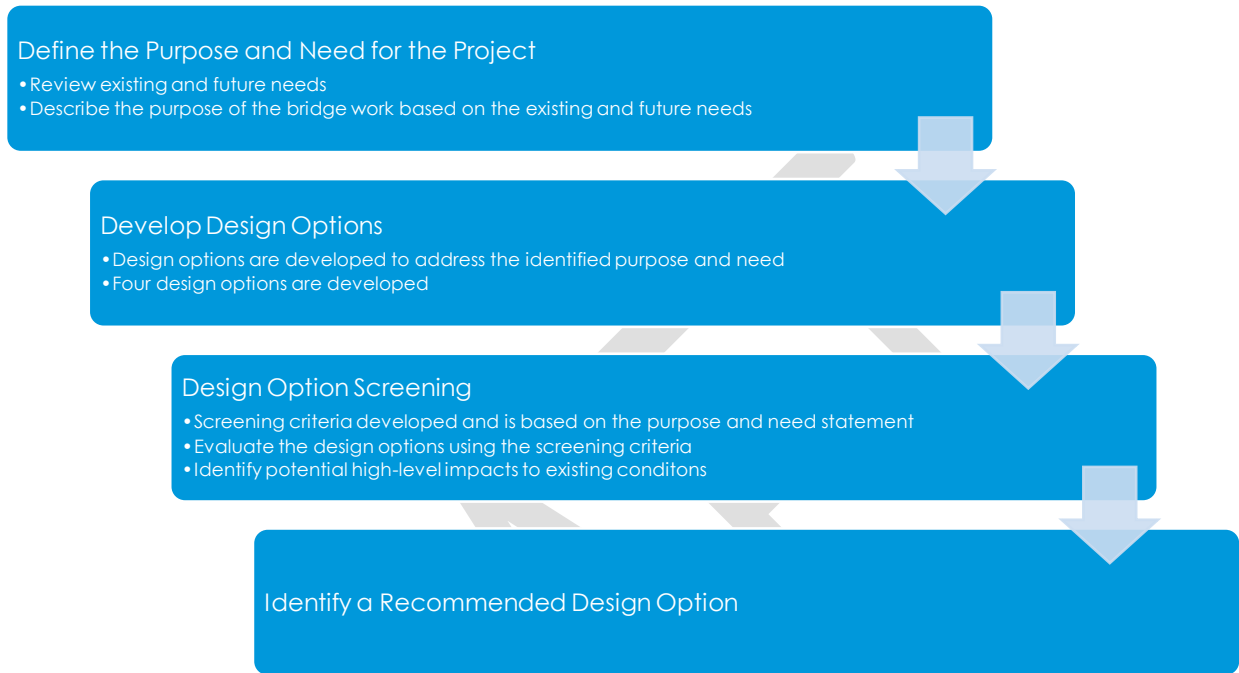 Define the Purpose and Need for the Project
•Review existing and future needs
•Describe the purpose of the bridge work based on the existing and future needs
Develop Design Options
•Design options are developed to address the identified purpose and need
•Four design options are developed
Design Option Screening
•Screening criteria developed and is based on the purpose and need statement
•Evaluate the design options using the screening criteria
•Identify potential high-level impacts to existing conditons
Identify a Recommended Design Option